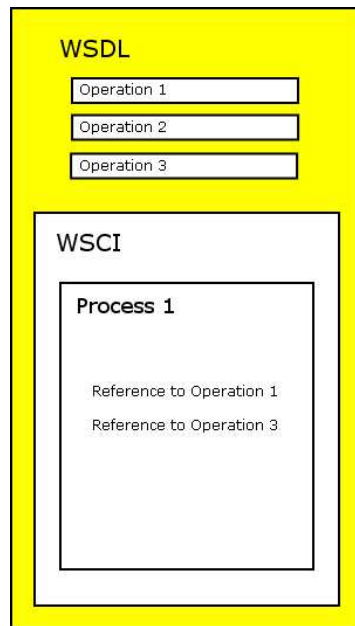 WSDL
Operation 1
Operation 2
Operation 3
WSCI
Process 1
Reference to Operation 1
Reference to Operation 3